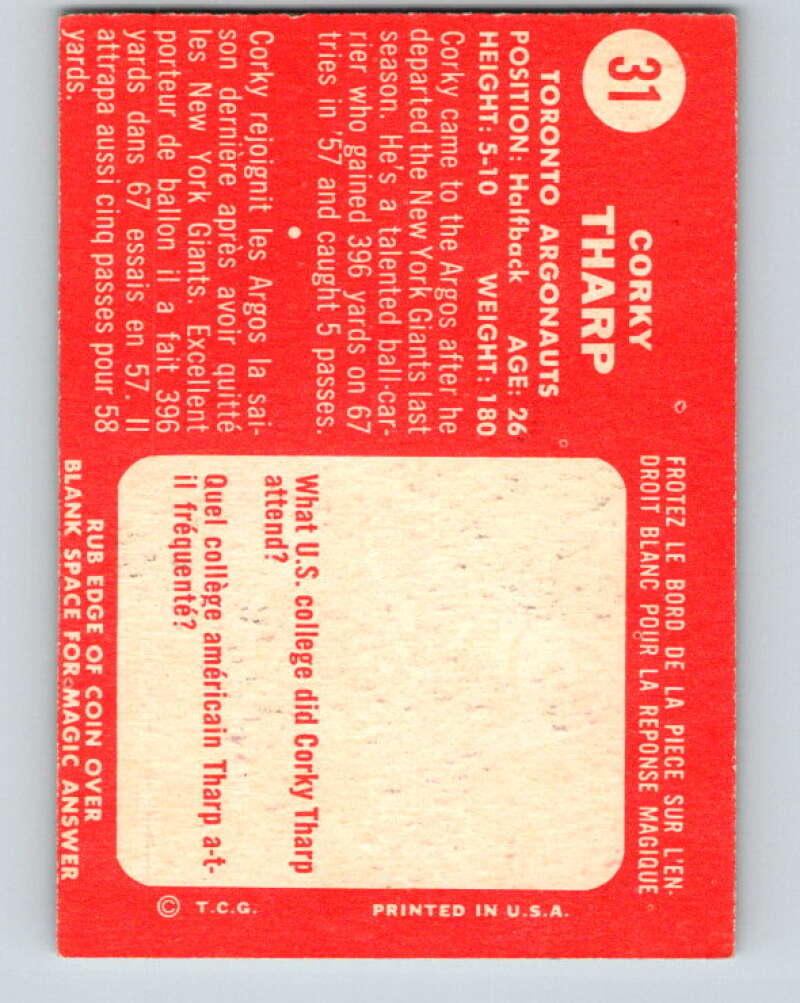 31
CORKY
THARP
TORONTO ARGONAUTS
POSITION: Halfback AGE: 26
HEIGHT: 5-10 WEIGHT: 180
Corky came to the Argos after he
departed the New York Giants last
season. He's a talented ball-car-
rier who gained 396 yards on 67
tries in '57 and caught 5 passes.
Corky rejoignit les Argos la sai-
son dernière après avoir quitté
les New York Giants. Excellent
porteur de ballon il a fait 396
yards dans 67 essais en 57. Il
attrapa aussi cinq passes pour 58
yards.
FROTEZ LE BORD DE LA PIECE SUR L'EN-
DROIT BLANC POUR LA REPONSE MAGIQUE
What U.S. college did Corky Tharp
attend?
Quel collège américain Tharp a-t-
il fréquenté?
RUB EDGE OF COIN OVER
BLANK SPACE FOR MAGIC ANSWER
© T.C.G. PRINTED IN U.S.A.